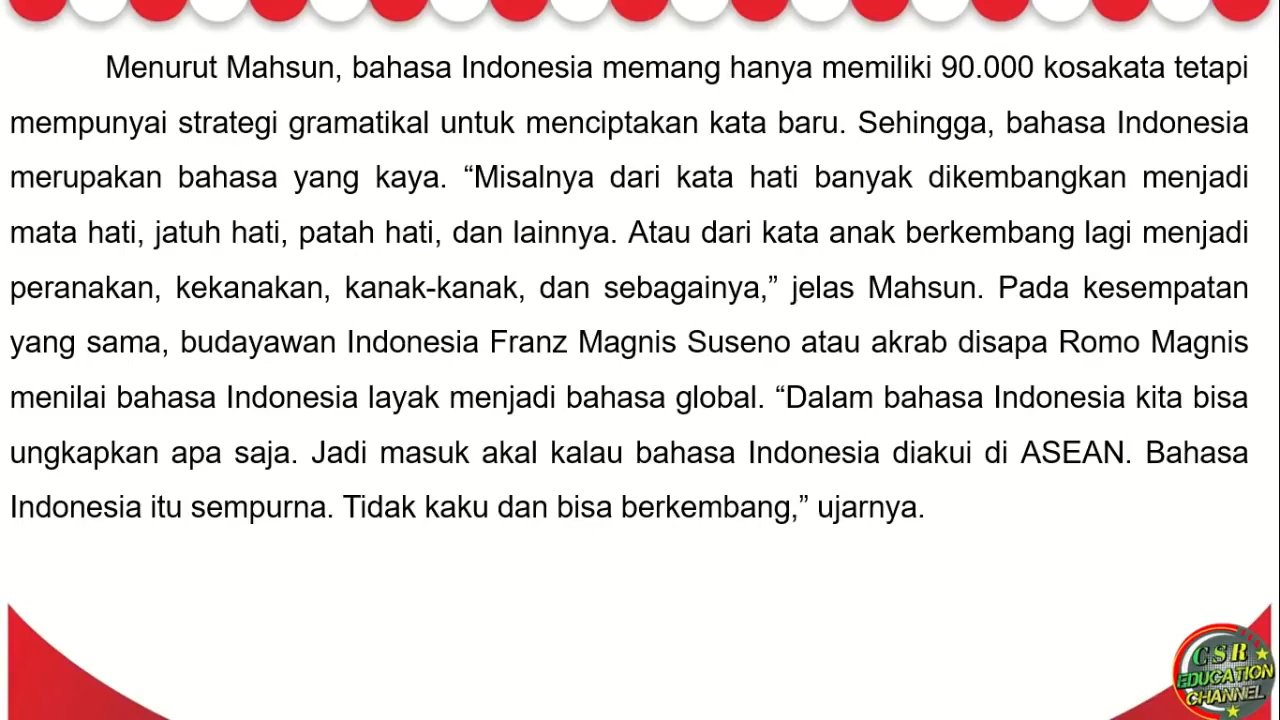 Menurut Mahsun, bahasa Indonesia memang hanya memiliki 90.000 kosakata tetapi
mempunyai strategi gramatikal untuk menciptakan kata baru. Sehingga, bahasa Indonesia
merupakan bahasa yang kaya. “Misalnya dari kata hati banyak dikembangkan menjadi
mata hati, jatuh hati, patah hati, dan lainnya. Atau dari kata anak berkembang lagi menjadi
peranakan, kekanakan, kanak-kanak, dan sebagainya,” jelas Mahsun. Pada kesempatan
yang sama, budayawan Indonesia Franz Magnis Suseno atau akrab disapa Romo Magnis
menilai bahasa Indonesia layak menjadi bahasa global. “Dalam bahasa Indonesia kita bisa
ungkapkan apa saja. Jadi masuk akal kalau bahasa Indonesia diakui di ASEAN. Bahasa
Indonesia itu sempurna. Tidak kaku dan bisa berkembang,” ujarnya.
CSR
EDUCATION
CHANNEL